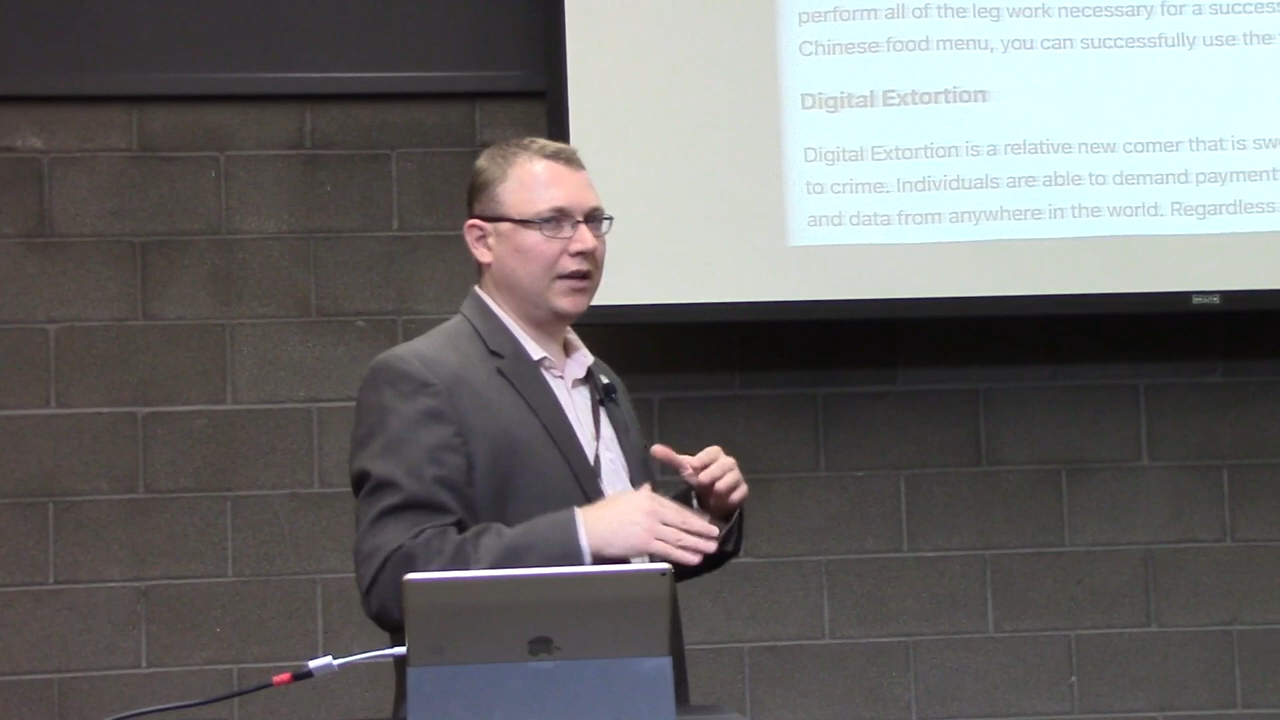 perform all of the leg work necessary for a success
Chinese food menu, you can successfully use the
Digital Extortion
Digital Extortion is a relative new comer that is sw
to crime. Individuals are able to demand payment
and data from anywhere in the world. Regardless